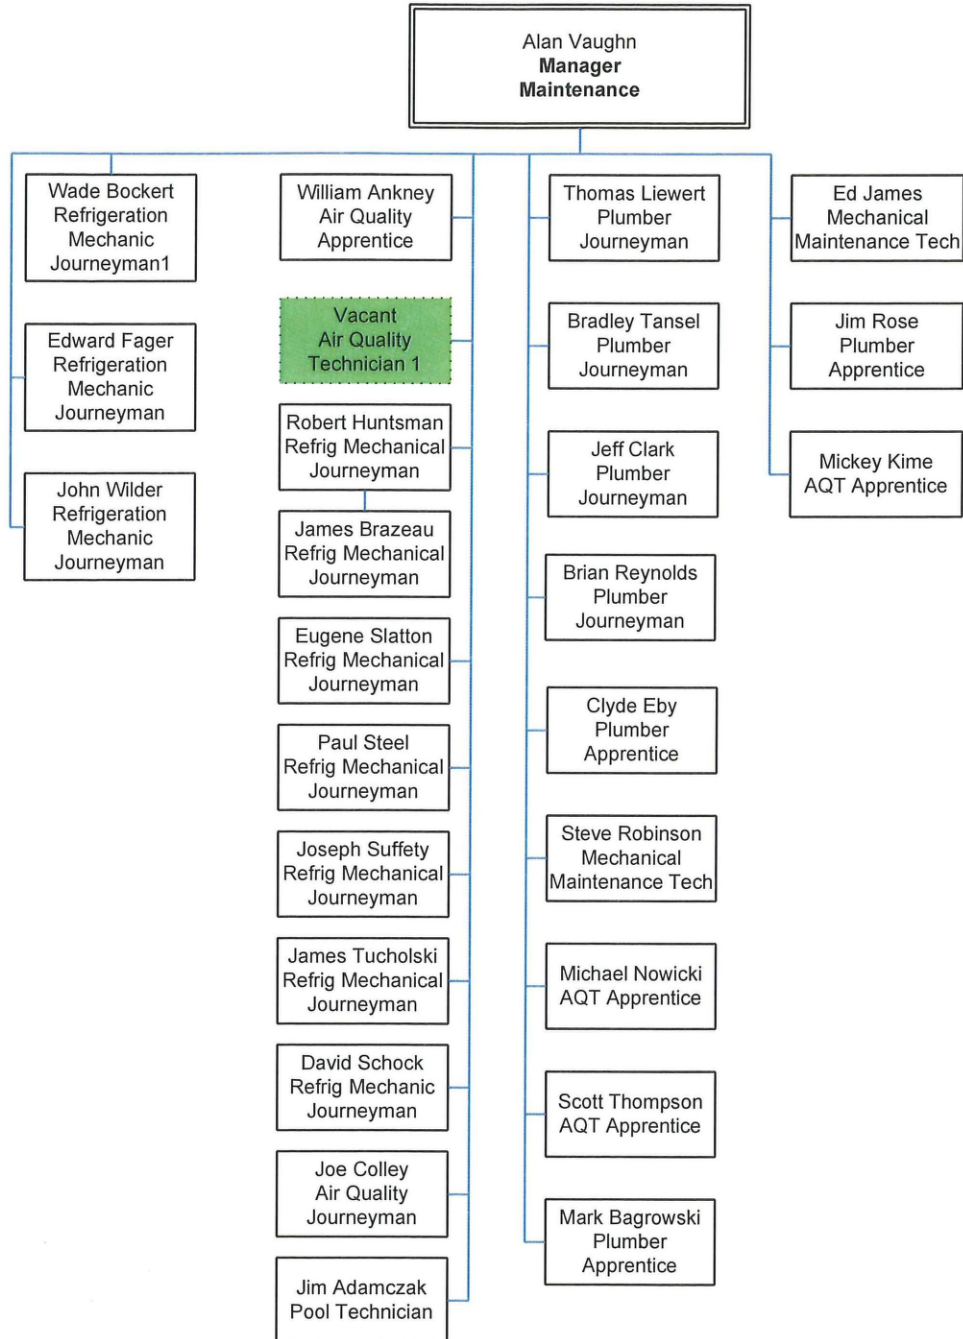 Alan Vaughn
Manager
Maintenance
Wade Bockert
Refrigeration
Mechanic
Journeyman1
Edward Fager
Refrigeration
Mechanic
Journeyman
John Wilder
Refrigeration
Mechanic
Journeyman
William Ankney
Air Quality
Apprentice
Vacant
Air Quality
Technician 1
Robert Huntsman
Refrig Mechanical
Journeyman
James Brazeau
Refrig Mechanical
Journeyman
Eugene Slatton
Refrig Mechanical
Journeyman
Paul Steel
Refrig Mechanical
Journeyman
Joseph Suffety
Refrig Mechanical
Journeyman
James Tucholski
Refrig Mechanical
Journeyman
David Schock
Refrig Mechanic
Journeyman
Joe Colley
Air Quality
Journeyman
Jim Adamczak
Pool Technician
Thomas Liewert
Plumber
Journeyman
Bradley Tansel
Plumber
Journeyman
Jeff Clark
Plumber
Journeyman
Brian Reynolds
Plumber
Journeyman
Clyde Eby
Plumber
Apprentice
Steve Robinson
Mechanical
Maintenance Tech
Michael Nowicki
AQT Apprentice
Scott Thompson
AQT Apprentice
Mark Bagrowski
Plumber
Apprentice
Ed James
Mechanical
Maintenance Tech
Jim Rose
Plumber
Apprentice
Mickey Kime
AQT Apprentice